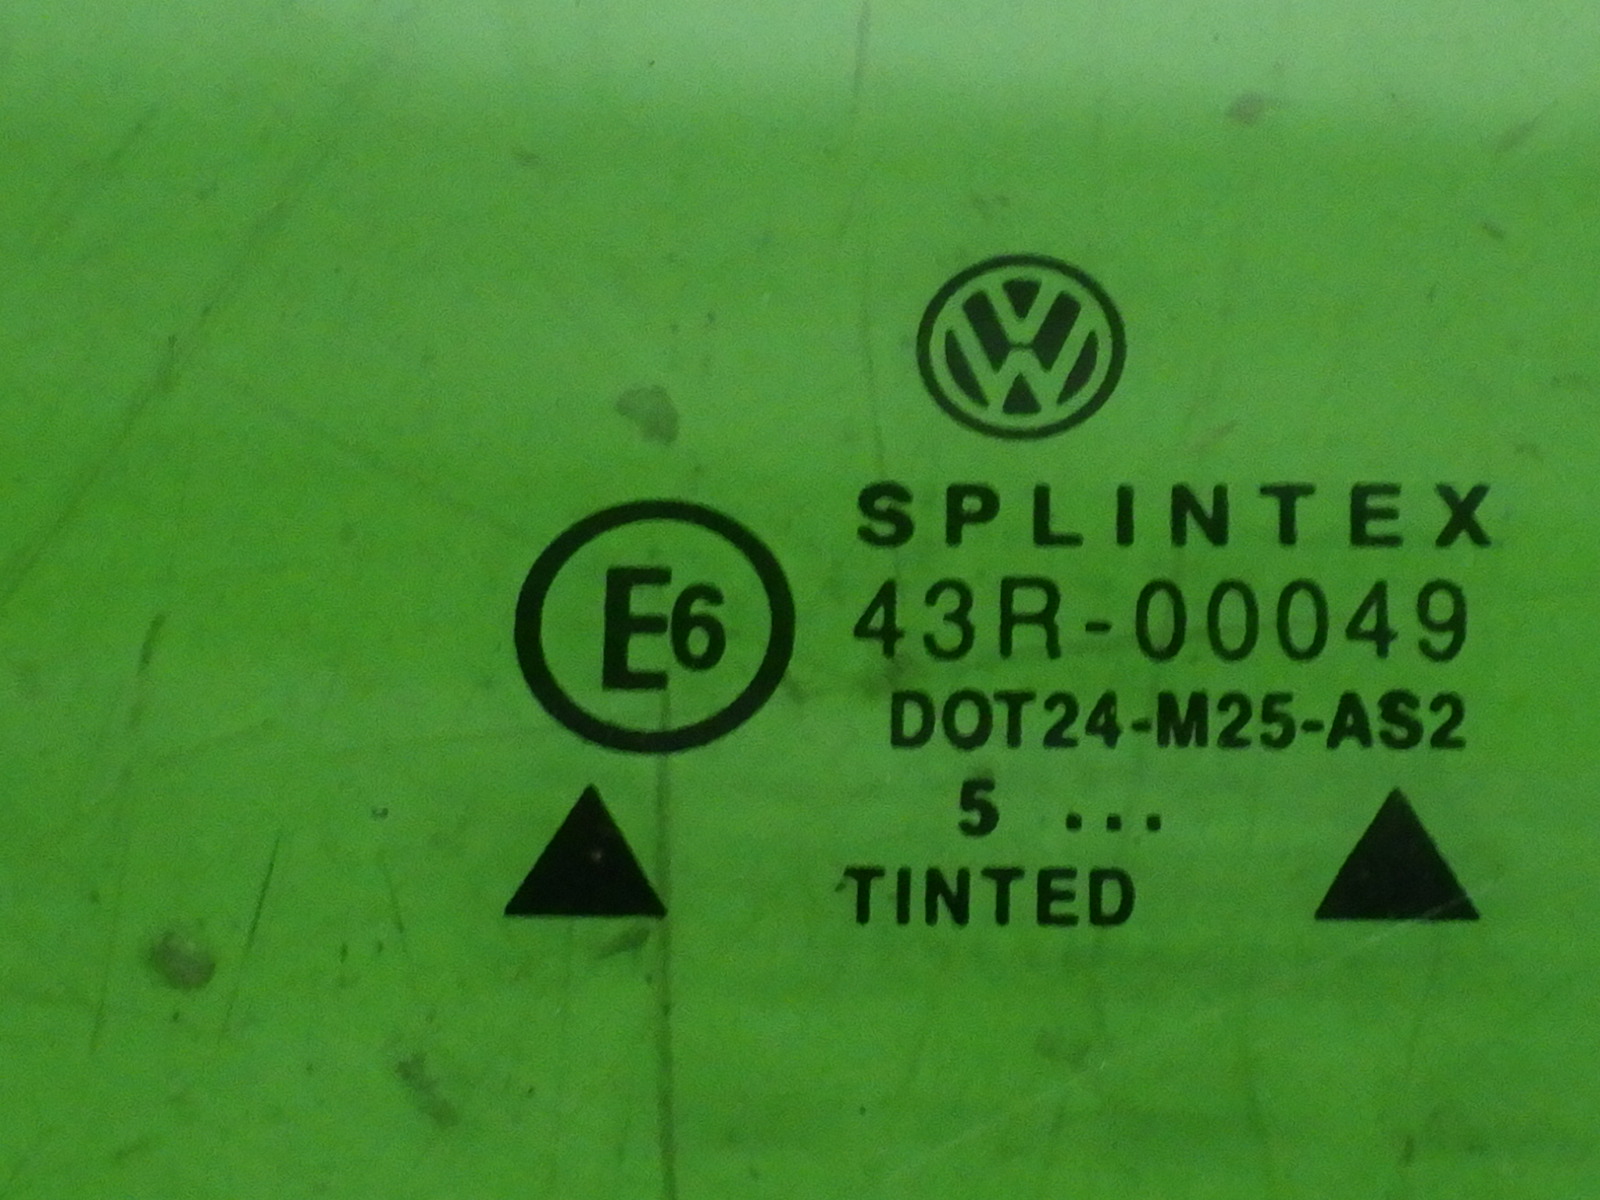 SPLINTEX
E6
43R-00049
DOT24-M25-AS2
5 ...
TINTED